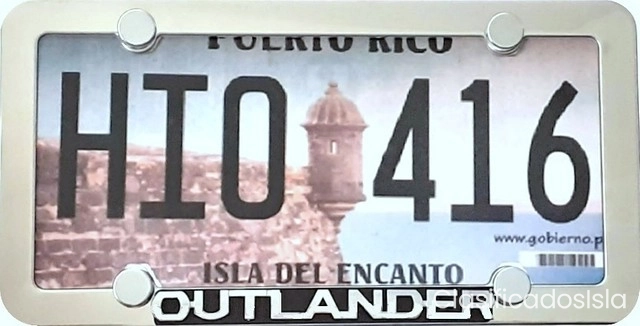 PUERTO RICO
HIO 416
www.gobierno.p
ISLA DEL ENCANTO
OUTLANDER
ClasificadosIsla